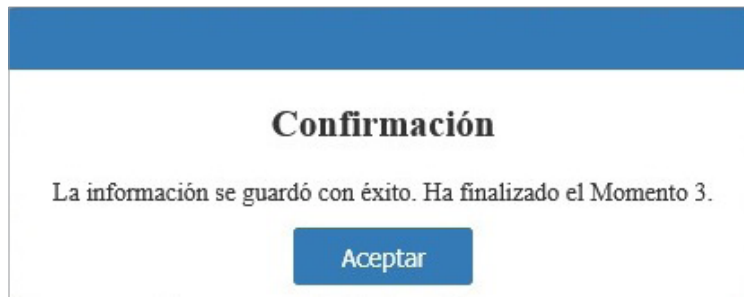 Confirmación
La información se guardó con éxito. Ha finalizado el Momento 3.
Aceptar